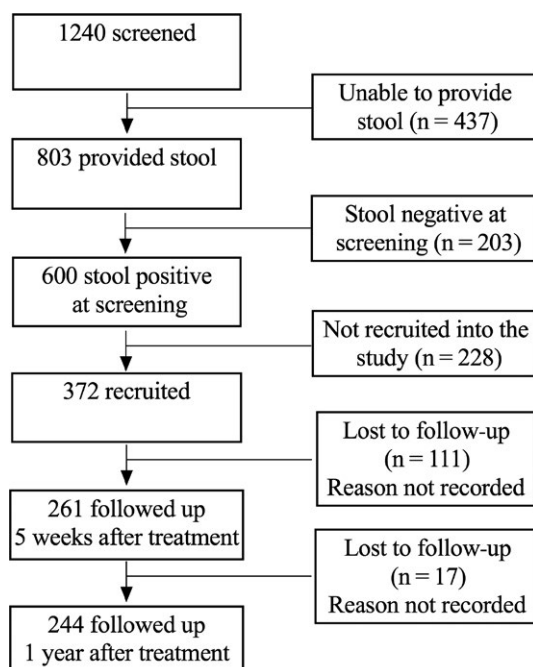 1240 screened
Unable to provide
stool (n = 437)
803 provided stool
Stool negative at
screening (n = 203)
600 stool positive
at screening
Not recruited into the
study (n = 228)
372 recruited
Lost to follow-up
(n = 111)
Reason not recorded
261 followed up
5 weeks after treatment
Lost to follow-up
(n = 17)
Reason not recorded
244 followed up
1 year after treatment